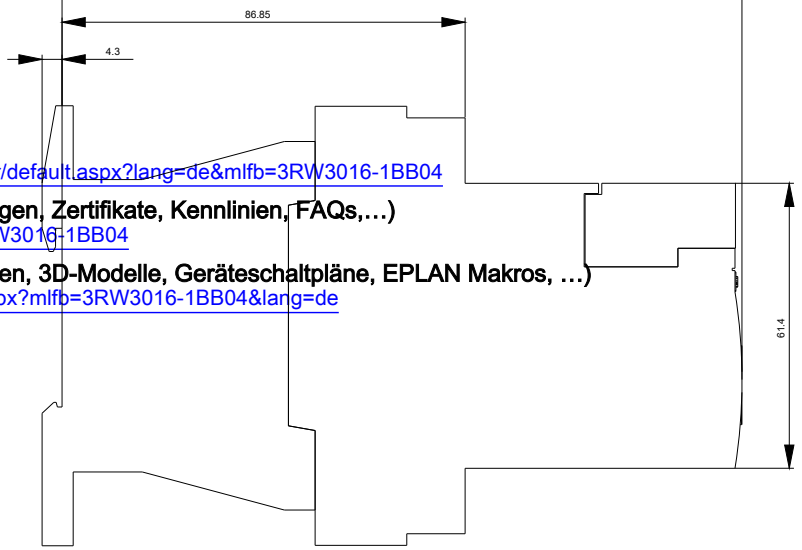 86.85
4.3
/default.aspx?lang=de&mlfb=3RW3016-1BB04
gen, Zertifikate, Kennlinien, FAQs,…)
W3016-1BB04
en, 3D-Modelle, Geräteschaltpläne, EPLAN Makros, …)
px?mlfb=3RW3016-1BB04&lang=de
61.4